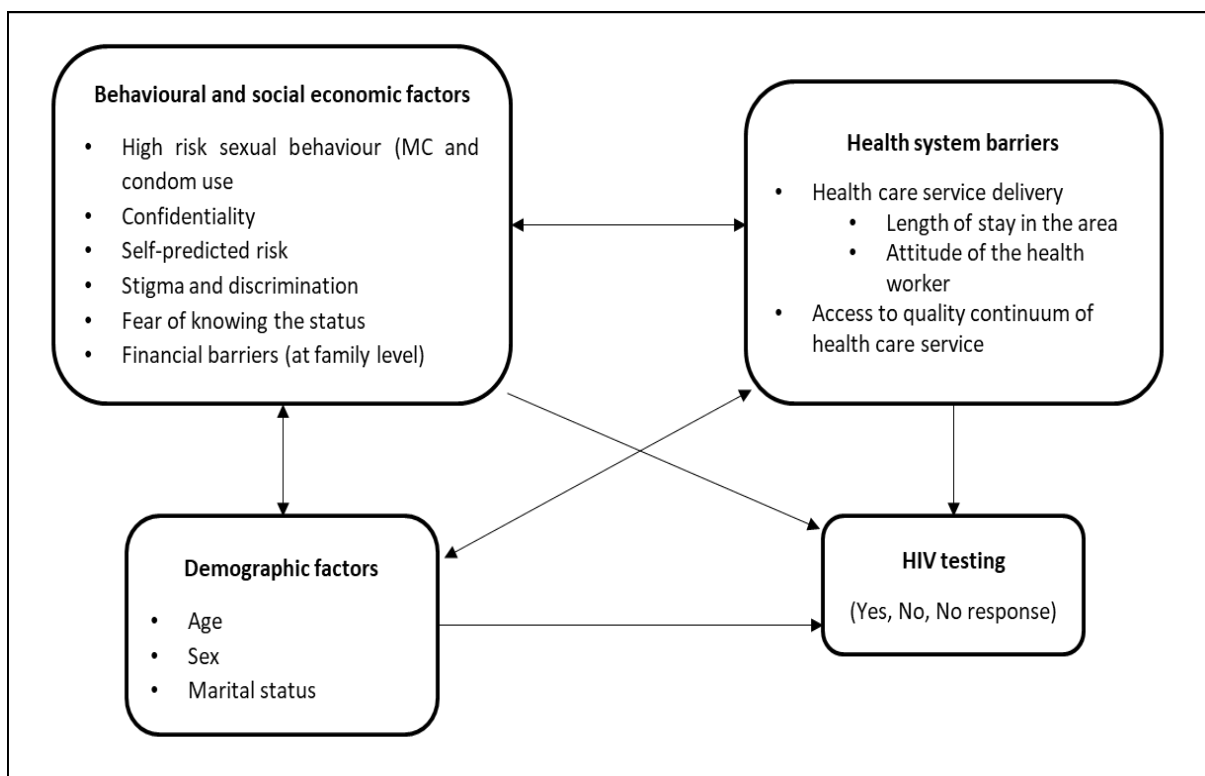 Behavioural and social economic factors
• High risk sexual behaviour (MC and
condom use
• Confidentiality
• Self-predicted risk
• Stigma and discrimination
• Fear of knowing the status
• Financial barriers (at family level)
Health system barriers
• Health care service delivery
• Length of stay in the area
• Attitude of the health
worker
• Access to quality continuum of
health care service
Demographic factors
• Age
• Sex
• Marital status
HIV testing
(Yes, No, No response)